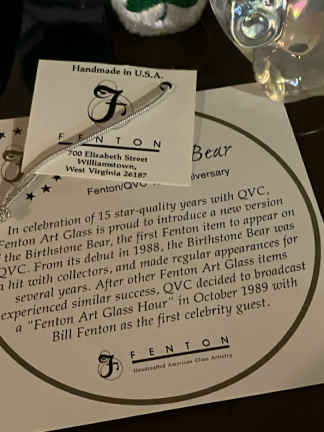 Handmade in U.S.A.
F
FENTON
700 Elizabeth Street
Williamstown,
West Virginia 26187
Bear
Fenton/QVC
In celebration of 15 star-quality years with QVC,
Fenton Art Glass is proud to introduce a new version
the Birthstone Bear, the first Fenton item to appear on
QVC. From its debut in 1988, the Birthstone Bear was
hit with collectors, and made regular appearances for
several years. After other Fenton Art Glass items
experienced similar success, QVC decided to broadcast
a "Fenton Art Glass Hour" in October 1989 with
Bill Fenton as the first celebrity guest.
F FENTON
Handcrafted American Glass Artistry